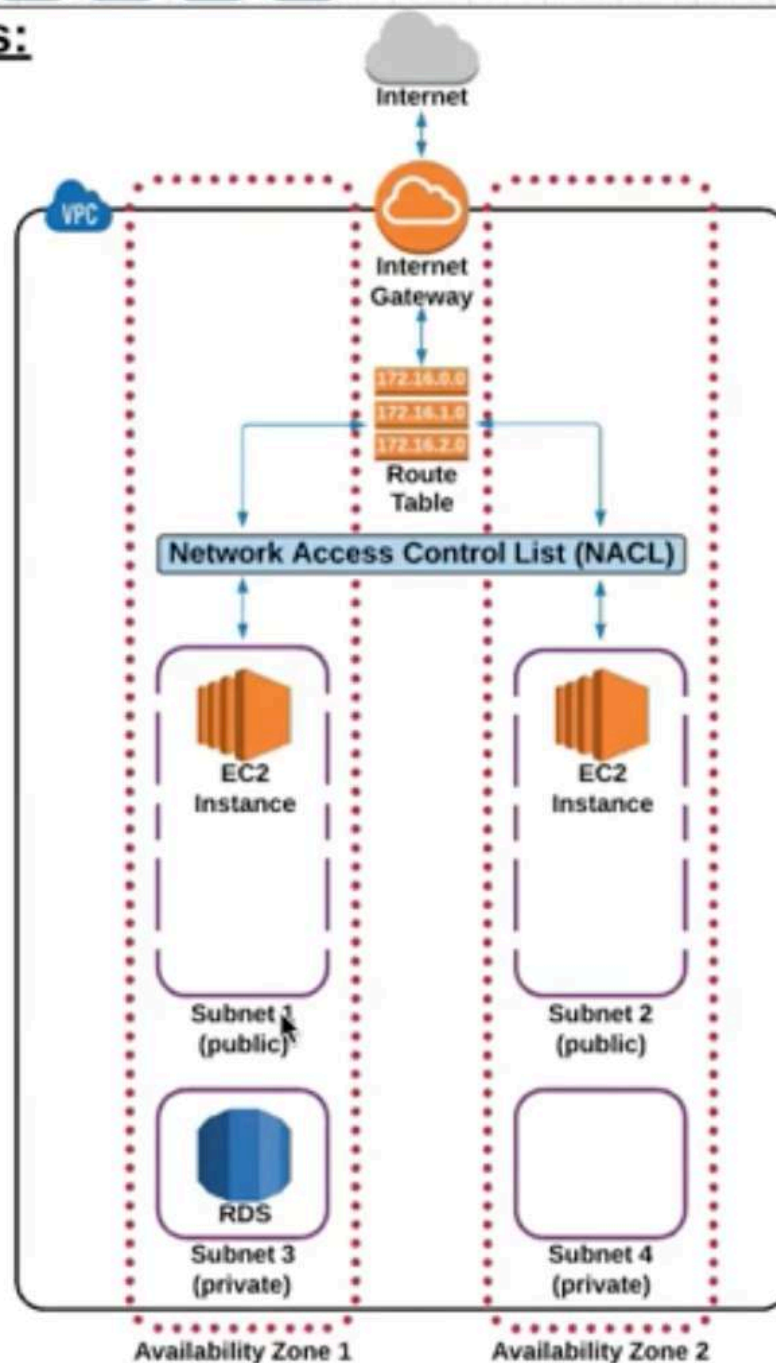 s:
Internet
VPC
Internet
Gateway
172.16.0.0
172.16.1.0
172.16.2.0
Route
Table
Network Access Control List (NACL)
EC2
Instance
EC2
Instance
Subnet 1
(public)
Subnet 2
(public)
RDS
Subnet 3
(private)
Subnet 4
(private)
Availability Zone 1
Availability Zone 2